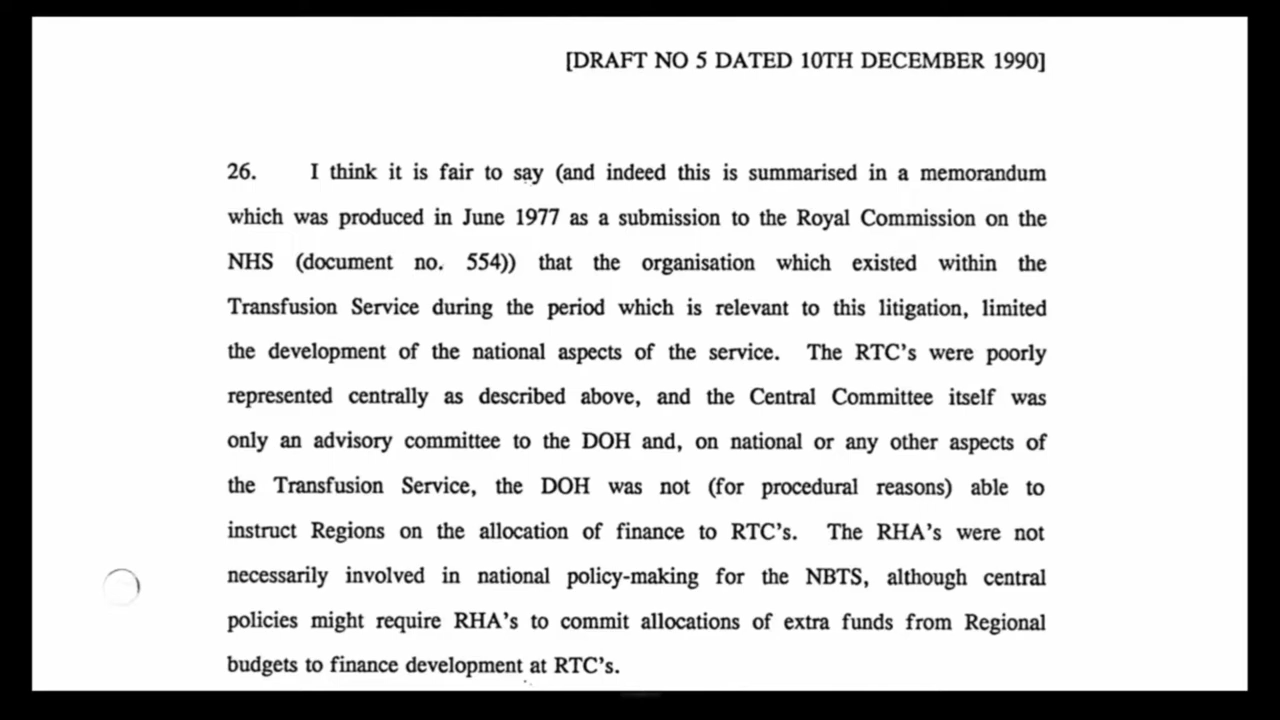 [DRAFT NO 5 DATED 10TH DECEMBER 1990]
26. I think it is fair to say (and indeed this is summarised in a memorandum
which was produced in June 1977 as a submission to the Royal Commission on the
NHS (document no. 554)) that the organisation which existed within the
Transfusion Service during the period which is relevant to this litigation, limited
the development of the national aspects of the service. The RTC's were poorly
represented centrally as described above, and the Central Committee itself was
only an advisory committee to the DOH and, on national or any other aspects of
the Transfusion Service, the DOH was not (for procedural reasons) able to
instruct Regions on the allocation of finance to RTC's. The RHA's were not
necessarily involved in national policy-making for the NBTS, although central
policies might require RHA's to commit allocations of extra funds from Regional
budgets to finance development at RTC's.